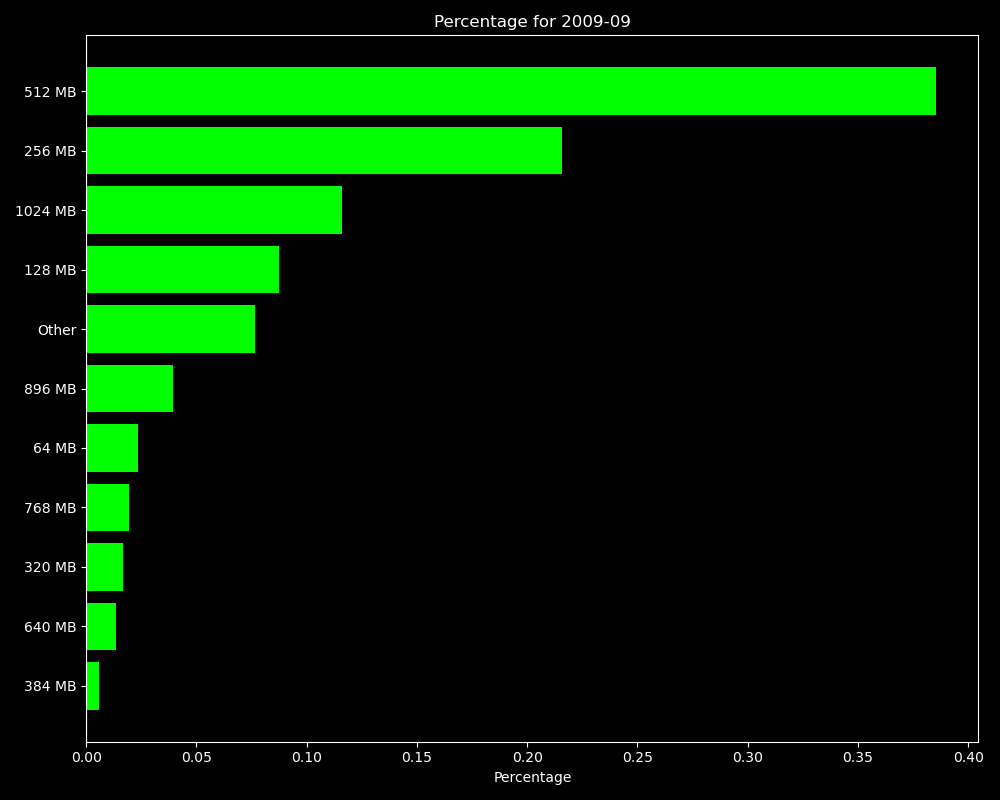 Percentage for 2009-09
512 MB
256 MB
1024 MB
128 MB
Other
896 MB
64 MB
768 MB
320 MB
640 MB
384 MB
0.00 0.05 0.10 0.15 0.20 0.25 0.30 0.35 0.40
Percentage